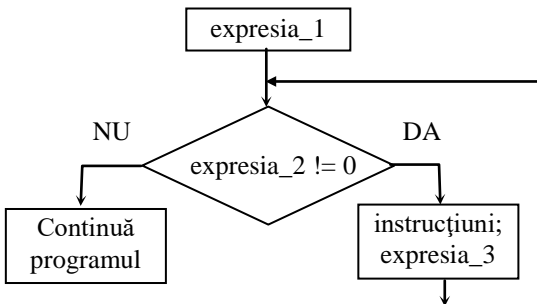 expresia_1
NU
DA
expresia_2 != 0
Continuă
programul
instrucţiuni;
expresia_3